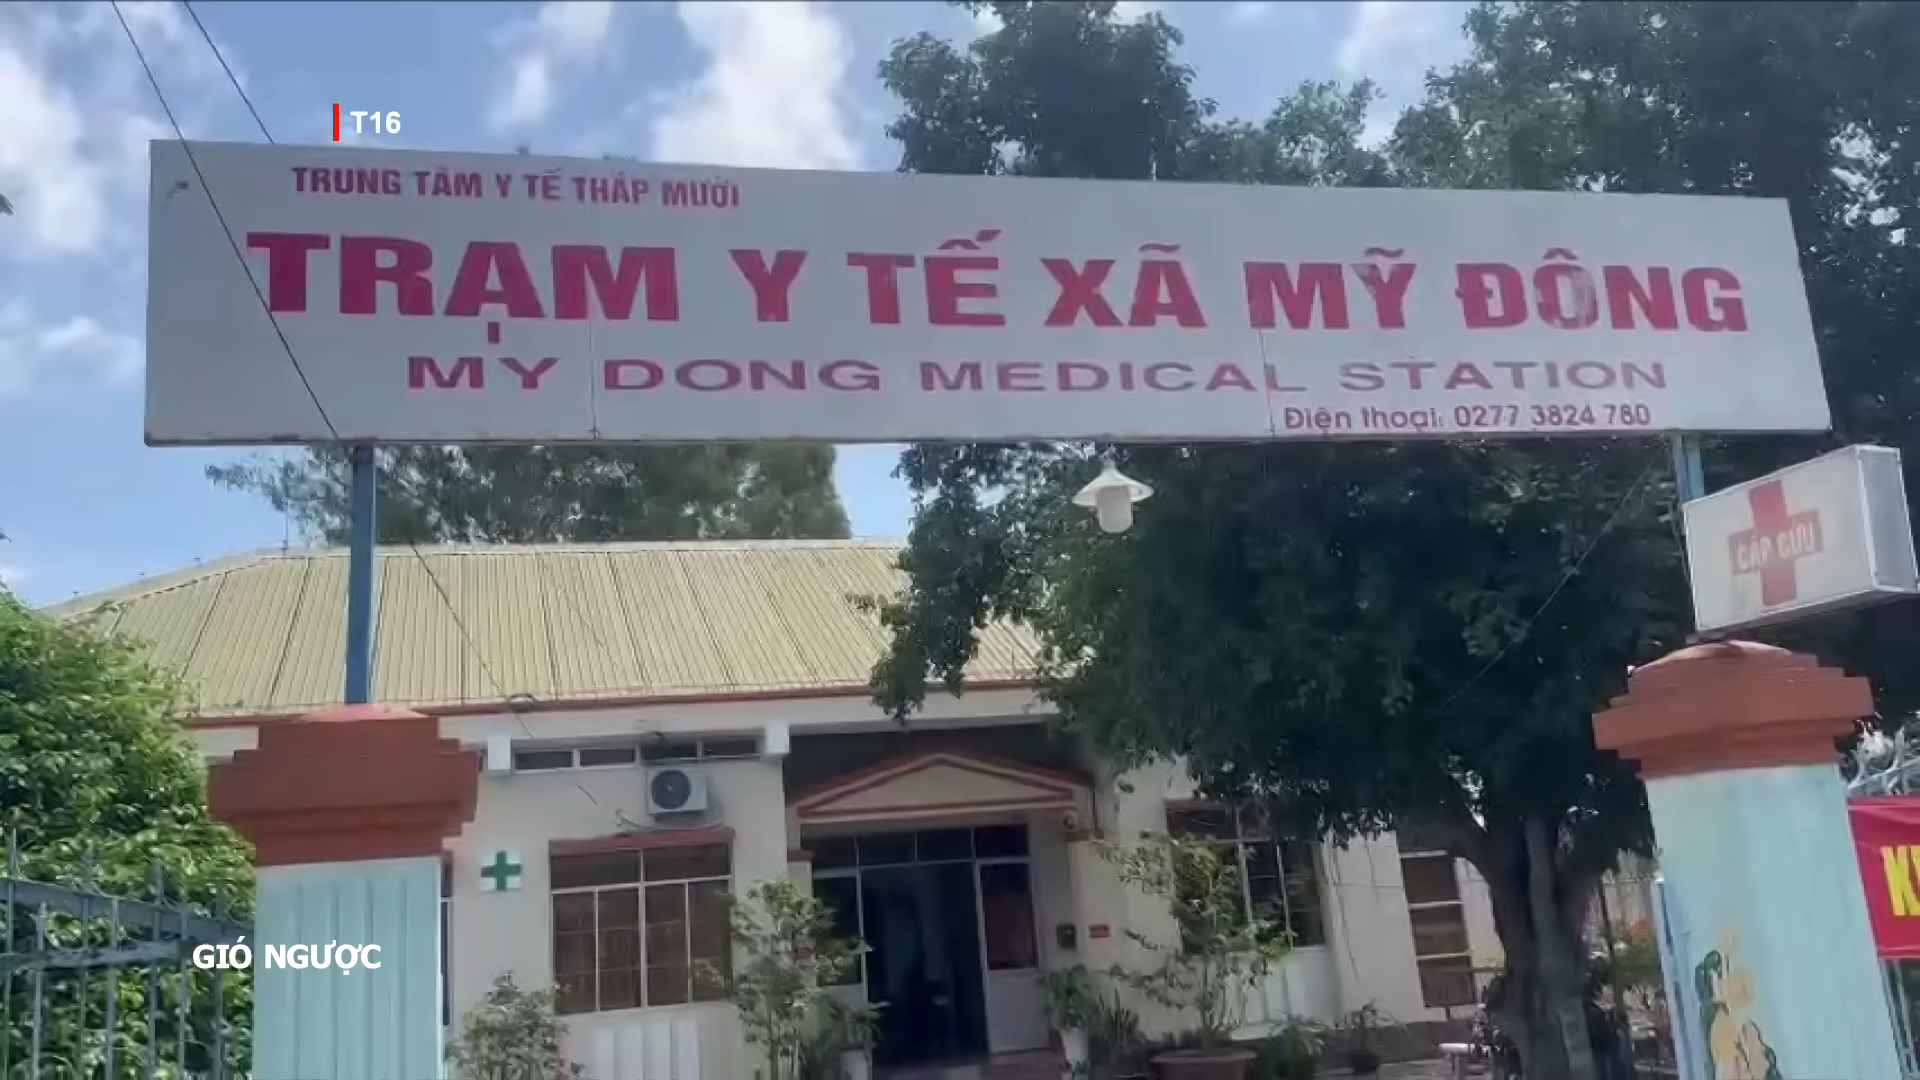 T16
TRUNG TÂM Y TẾ THÁP MƯỜI
TRẠM Y TẾ XÃ MỸ ĐÔNG
MY DONG MEDICAL STATION
Điện thoại: 0277 3824 780
CẤP CỨU
GIÓ NGƯỢC